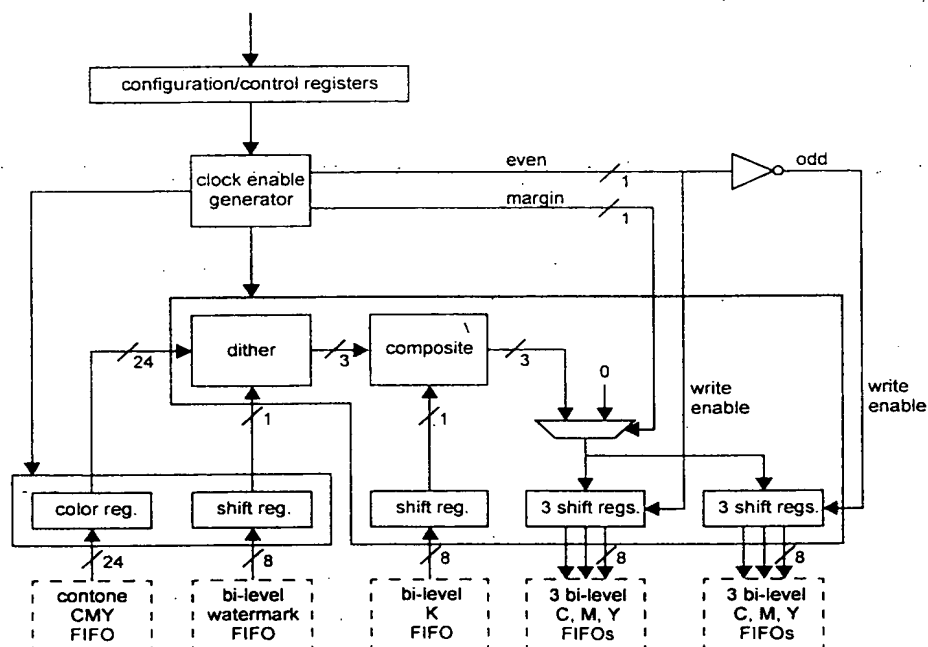 configuration/control registers
clock enable
generator
even
1
odd
margin
1
dither
composite
24
3
3
0
1
1
write
enable
write
enable
color reg.
shift reg.
shift reg.
3 shift regs.
3 shift regs.
24
8
8
8
8
contone
CMY
FIFO
bi-level
watermark
FIFO
bi-level
K
FIFO
3 bi-level
C, M, Y
FIFOs
3 bi-level
C, M, Y
FIFOs